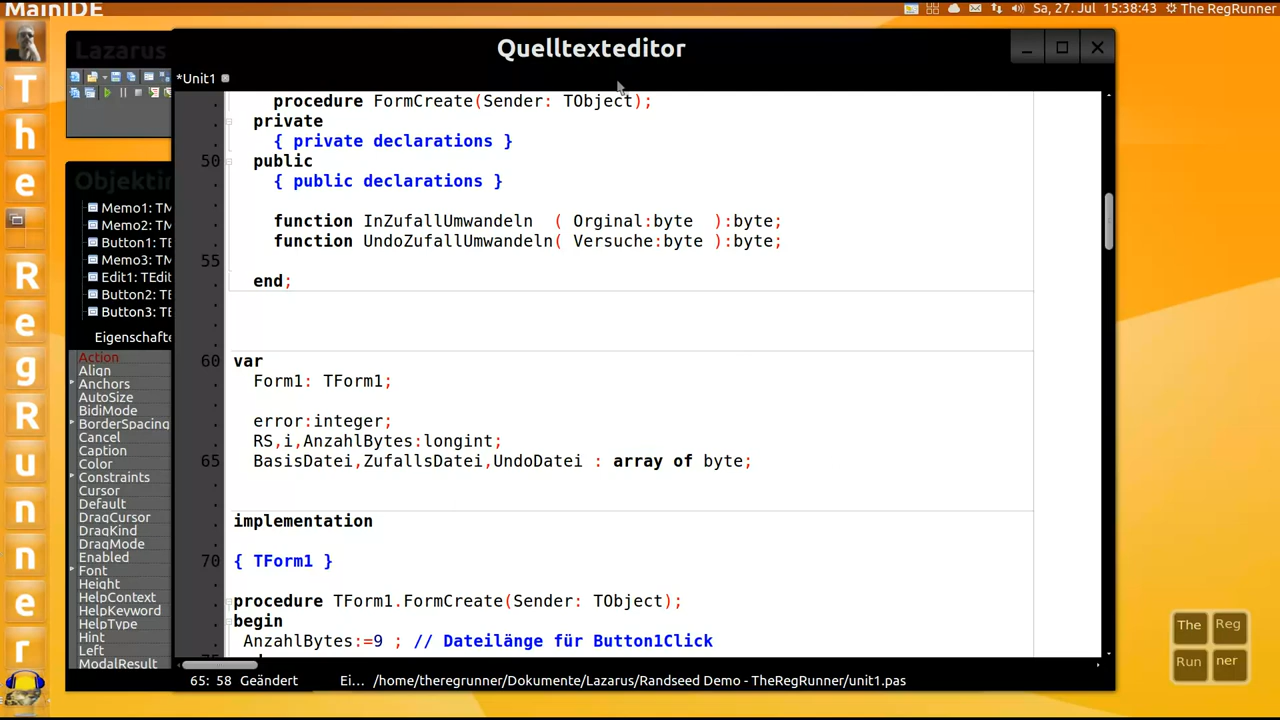 MainIDE
Sa, 27. Jul 15:38:43 The RegRunner
T
h
e
R
e
g
R
u
n
n
e
r
Lazarus
Objektin
Memo1: TM
Memo2: TM
Button1: TE
Memo3: TM
Edit1: TEdit
Button2: TE
Button3: TE
Eigenschafte
Action
Align
Anchors
AutoSize
BidiMode
BorderSpacing
Cancel
Caption
Color
Constraints
Cursor
Default
DragCursor
DragKind
DragMode
Enabled
Font
Height
HelpContext
HelpKeyword
HelpType
Hint
Left
ModalResult
Quelltexteditor
*Unit1
procedure FormCreate(Sender: TObject);
private
{ private declarations }
50 public
{ public declarations }
function InZufallUmwandeln ( Orginal:byte ):byte;
function UndoZufallUmwandeln( Versuche:byte ):byte;
55
end;
60 var
Form1: TForm1;
error:integer;
RS,i,AnzahlBytes:longint;
65 BasisDatei,ZufallsDatei,UndoDatei : array of byte;
implementation
70 { TForm1 }
procedure TForm1.FormCreate(Sender: TObject);
begin
AnzahlBytes:=9 ; // Dateilänge für Button1Click
65: 58 Geändert Ei... /home/theregrunner/Dokumente/Lazarus/Randseed Demo - TheRegRunner/unit1.pas
The Reg
Run ner